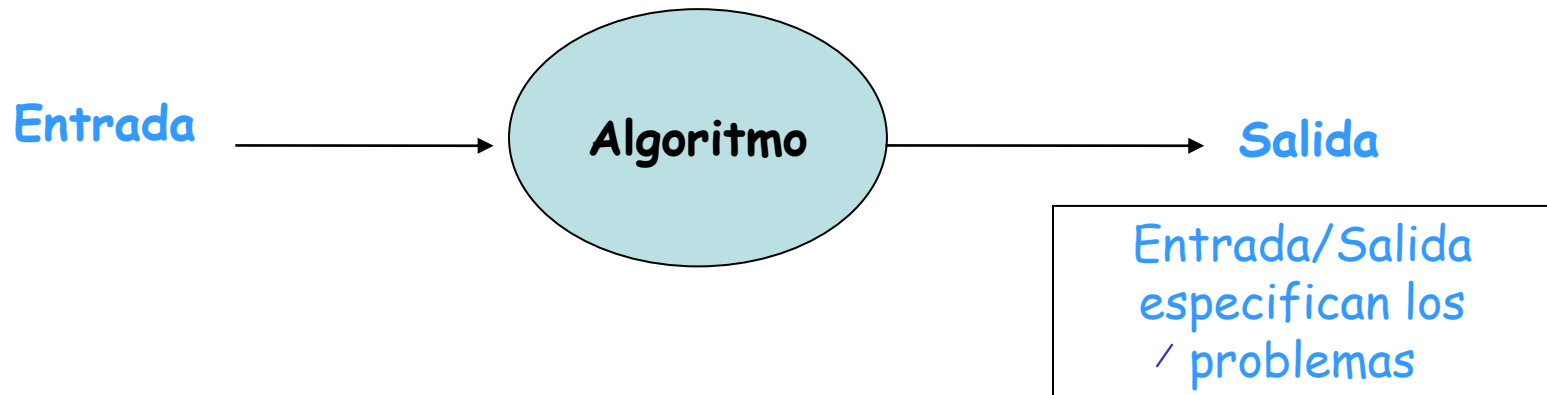 Entrada
Algoritmo
Salida
Entrada/Salida
especifican los
problemas